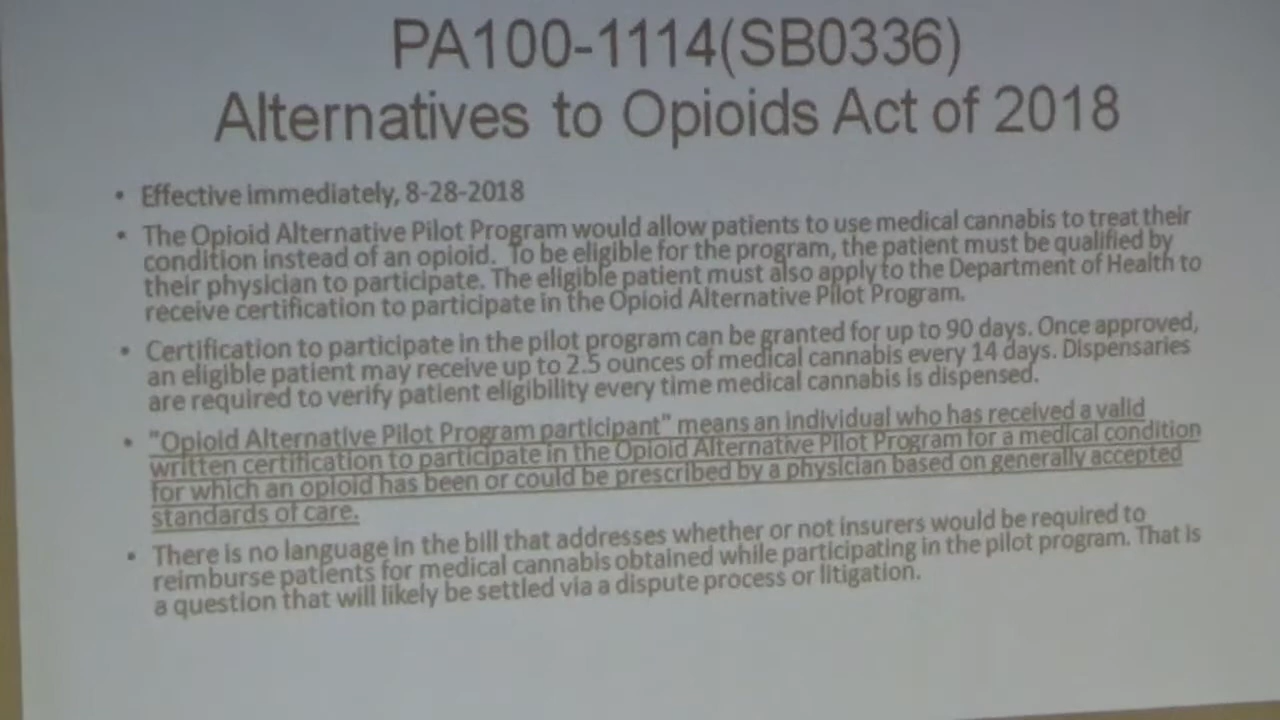 PA100-1114(SB0336)
Alternatives to Opioids Act of 2018
• Effective immediately, 8-28-2018
• The Opioid Alternative Pilot Program would allow patients to use medical cannabis to treat their
condition instead of an opioid. To be eligible for the program, the patient must be qualified by
their physician to participate. The eligible patient must also apply to the Department of Health to
receive certification to participate in the Opioid Alternative Pilot Program.
• Certification to participate in the pilot program can be granted for up to 90 days. Once approved,
an eligible patient may receive up to 2.5 ounces of medical cannabis every 14 days. Dispensaries
are required to verify patient eligibility every time medical cannabis is dispensed.
• "Opioid Alternative Pilot Program participant" means an individual who has received a valid
written certification to participate in the Opioid Alternative Pilot Program for a medical condition
for which an opioid has been or could be prescribed by a physician based on generally accepted
standards of care.
• There is no language in the bill that addresses whether or not insurers would be required to
reimburse patients for medical cannabis obtained while participating in the pilot program. That is
a question that will likely be settled via a dispute process or litigation.